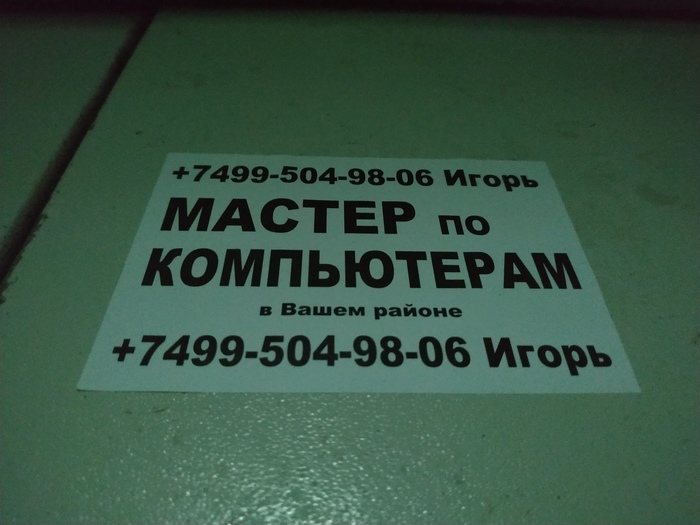 +7499-504-98-06 Игорь
МАСТЕР по
КОМПЬЮТЕРАМ
в Вашем районе
+7499-504-98-06 Игорь